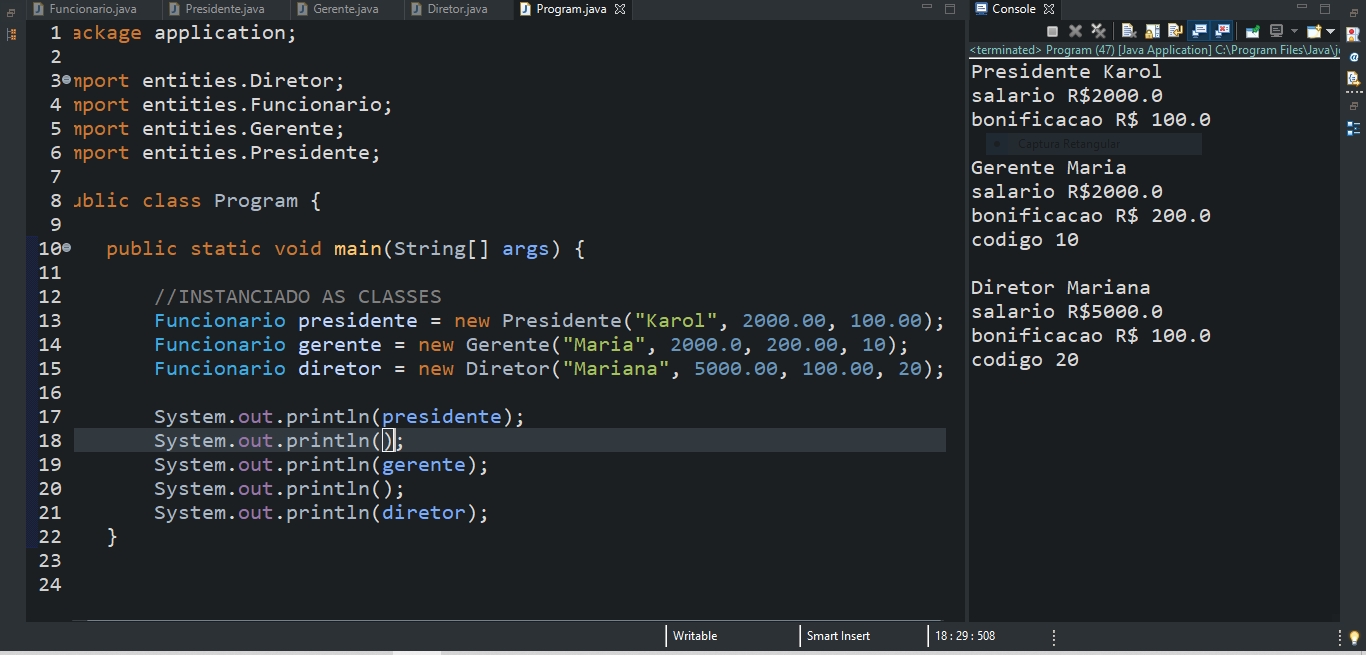 Funcionario.java Presidente.java Gerente.java Diretor.java Program.java
1 ackage application;
2
3 mport entities.Diretor;
4 mport entities.Funcionario;
5 mport entities.Gerente;
6 mport entities.Presidente;
7
8 ublic class Program {
9
10 public static void main(String[] args) {
11
12 //INSTANCIADO AS CLASSES
13 Funcionario presidente = new Presidente("Karol", 2000.00, 100.00);
14 Funcionario gerente = new Gerente("Maria", 2000.0, 200.00, 10);
15 Funcionario diretor = new Diretor("Mariana", 5000.00, 100.00, 20);
16
17 System.out.println(presidente);
18 System.out.println();
19 System.out.println(gerente);
20 System.out.println();
21 System.out.println(diretor);
22 }
23
24
Console
<terminated> Program (47) [Java Application] C:\Program Files\Java\j
Presidente Karol
salario R$2000.0
bonificacao R$ 100.0
Captura Retangular
Gerente Maria
salario R$2000.0
bonificacao R$ 200.0
codigo 10
Diretor Mariana
salario R$5000.0
bonificacao R$ 100.0
codigo 20
Writable Smart Insert 18 : 29 : 508